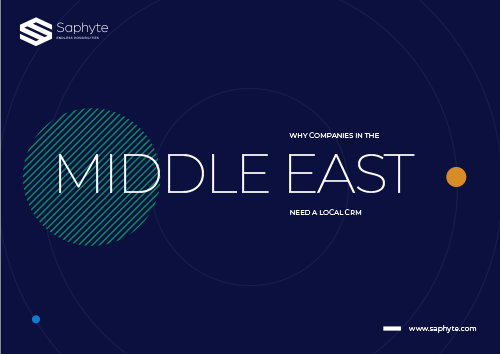 Saphyte
ENDLESS POSSIBILITIES
WHY COMPANIES IN THE
MIDDLE EAST
NEED A LOCAL CRM
www.saphyte.com